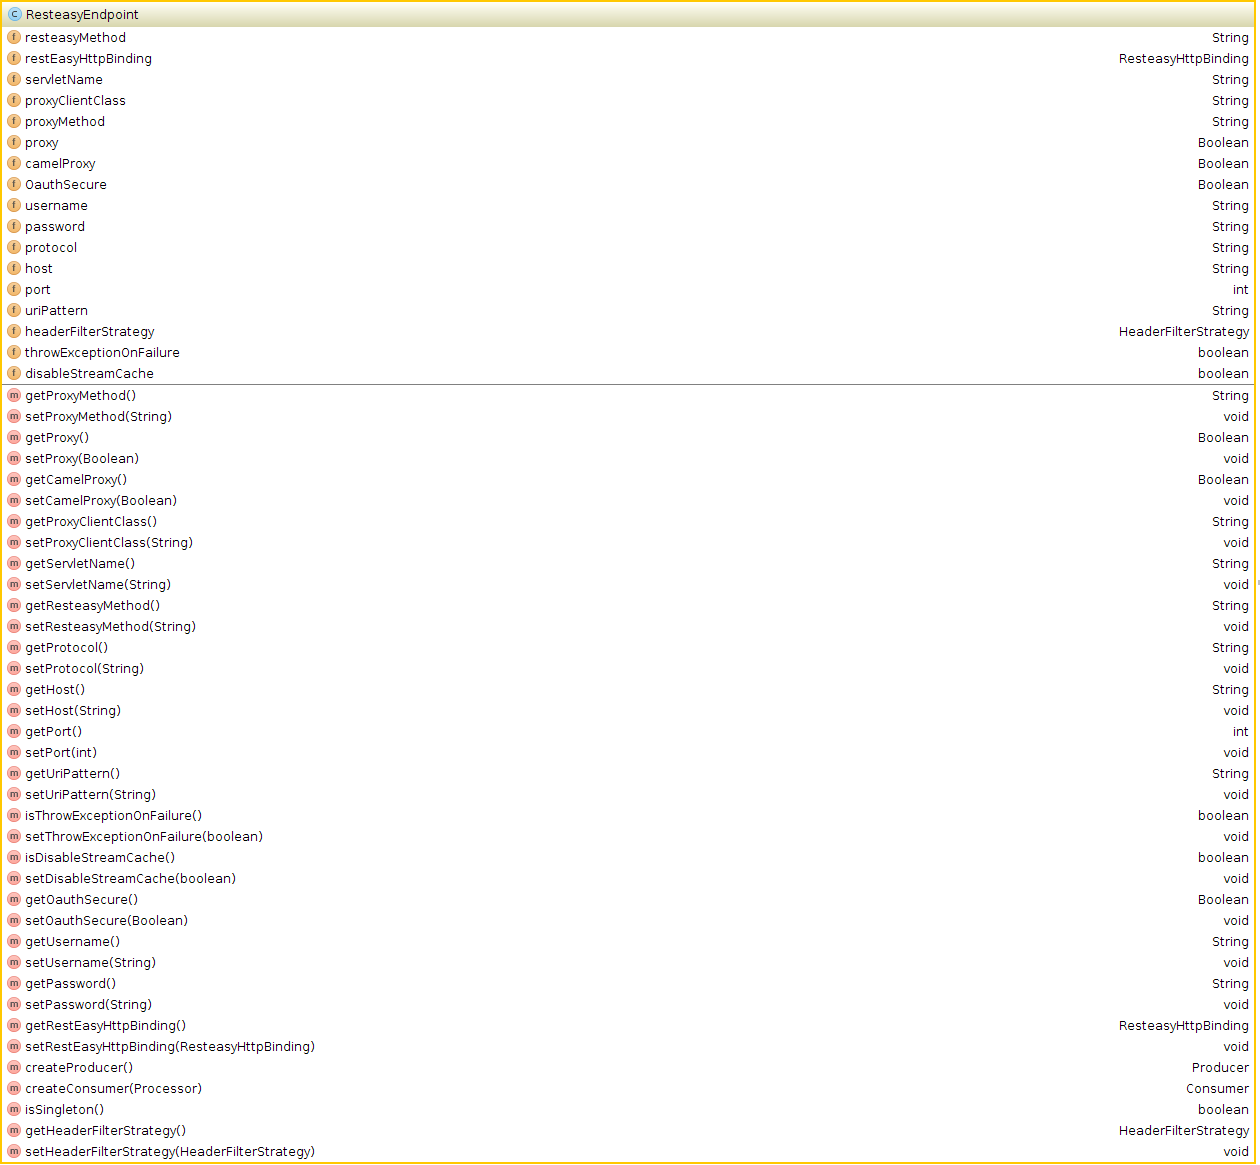 C ResteasyEndpoint
f resteasyMethod String
f restEasyHttpBinding ResteasyHttpBinding
f servletName String
f proxyClientClass String
f proxyMethod String
f proxy Boolean
f camelProxy Boolean
f OauthSecure Boolean
f username String
f password String
f protocol String
f host String
f port int
f uriPattern String
f headerFilterStrategy HeaderFilterStrategy
f throwExceptionOnFailure boolean
f disableStreamCache boolean
m getProxyMethod() String
m setProxyMethod(String) void
m getProxy() Boolean
m setProxy(Boolean) void
m getCamelProxy() Boolean
m setCamelProxy(Boolean) void
m getProxyClientClass() String
m setProxyClientClass(String) void
m getServletName() String
m setServletName(String) void
m getResteasyMethod() String
m setResteasyMethod(String) void
m getProtocol() String
m setProtocol(String) void
m getHost() String
m setHost(String) void
m getPort() int
m setPort(int) void
m getUriPattern() String
m setUriPattern(String) void
m isThrowExceptionOnFailure() boolean
m setThrowExceptionOnFailure(boolean) void
m isDisableStreamCache() boolean
m setDisableStreamCache(boolean) void
m getOauthSecure() Boolean
m setOauthSecure(Boolean) void
m getUsername() String
m setUsername(String) void
m getPassword() String
m setPassword(String) void
m getRestEasyHttpBinding() ResteasyHttpBinding
m setRestEasyHttpBinding(ResteasyHttpBinding) void
m createProducer() Producer
m createConsumer(Processor) Consumer
m isSingleton() boolean
m getHeaderFilterStrategy() HeaderFilterStrategy
m setHeaderFilterStrategy(HeaderFilterStrategy) void